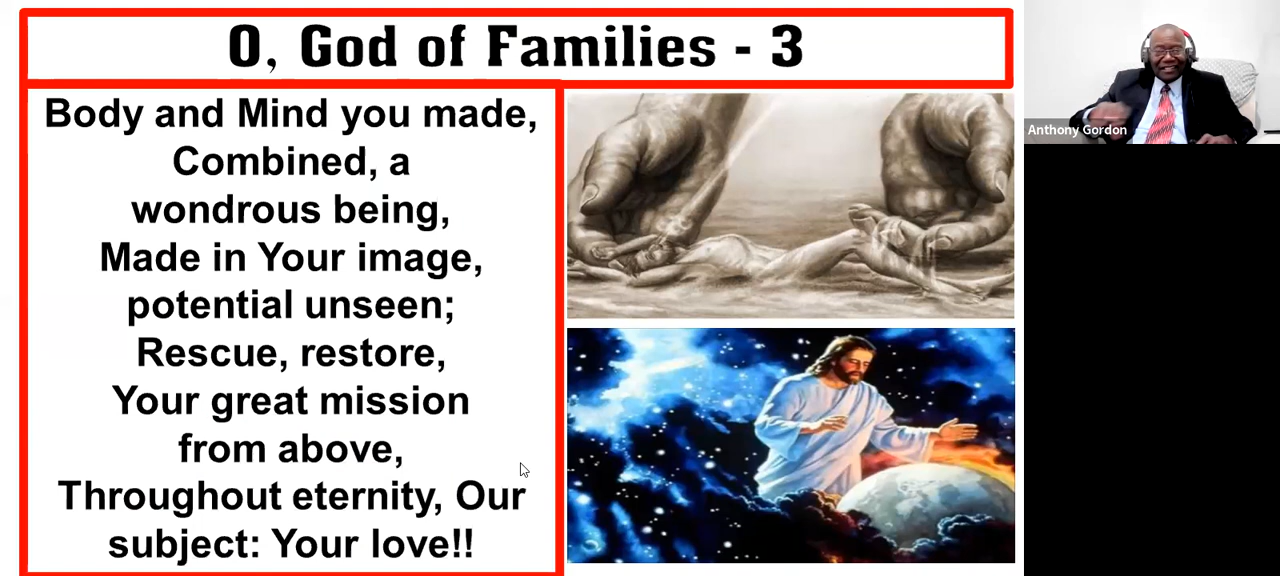 O, God of Families - 3
Body and Mind you made,
Combined, a
wondrous being,
Made in Your image,
potential unseen;
Rescue, restore,
Your great mission
from above,
Throughout eternity, Our
subject: Your love!!
Anthony Gordon